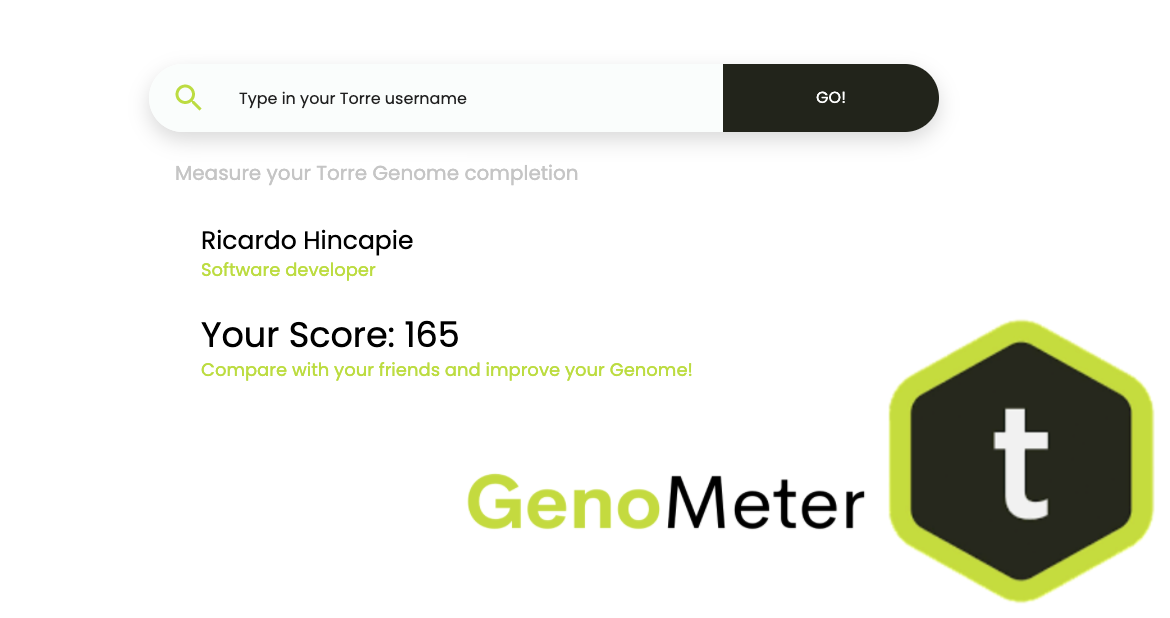 Type in your Torre username
GO!
Measure your Torre Genome completion
Ricardo Hincapie
Software developer
Your Score: 165
Compare with your friends and improve your Genome!
GenoMeter
t